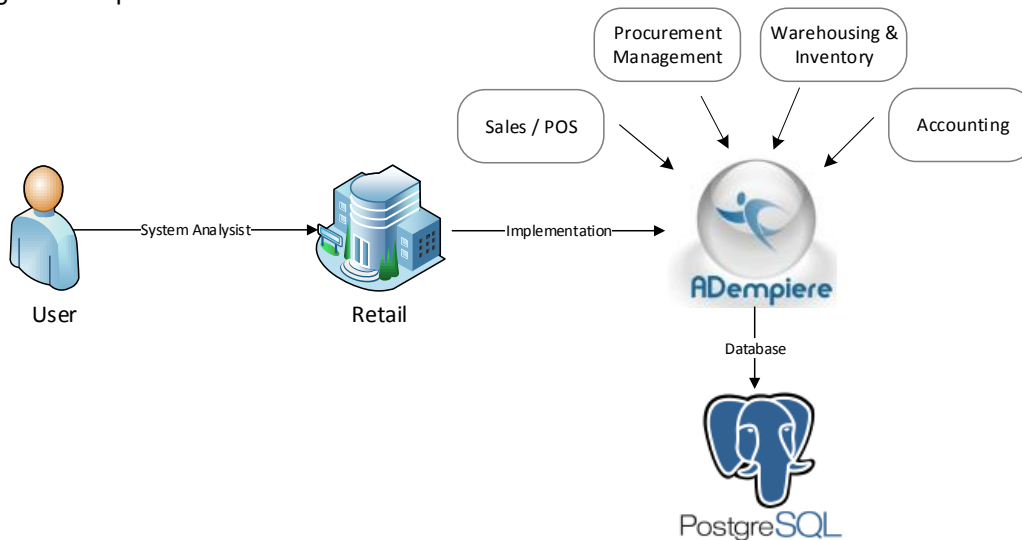 Procurement
Management
Warehousing &
Inventory
Sales / POS
Accounting
System Analysist
Implementation
User
Retail
ADempiere
Database
PostgreSQL